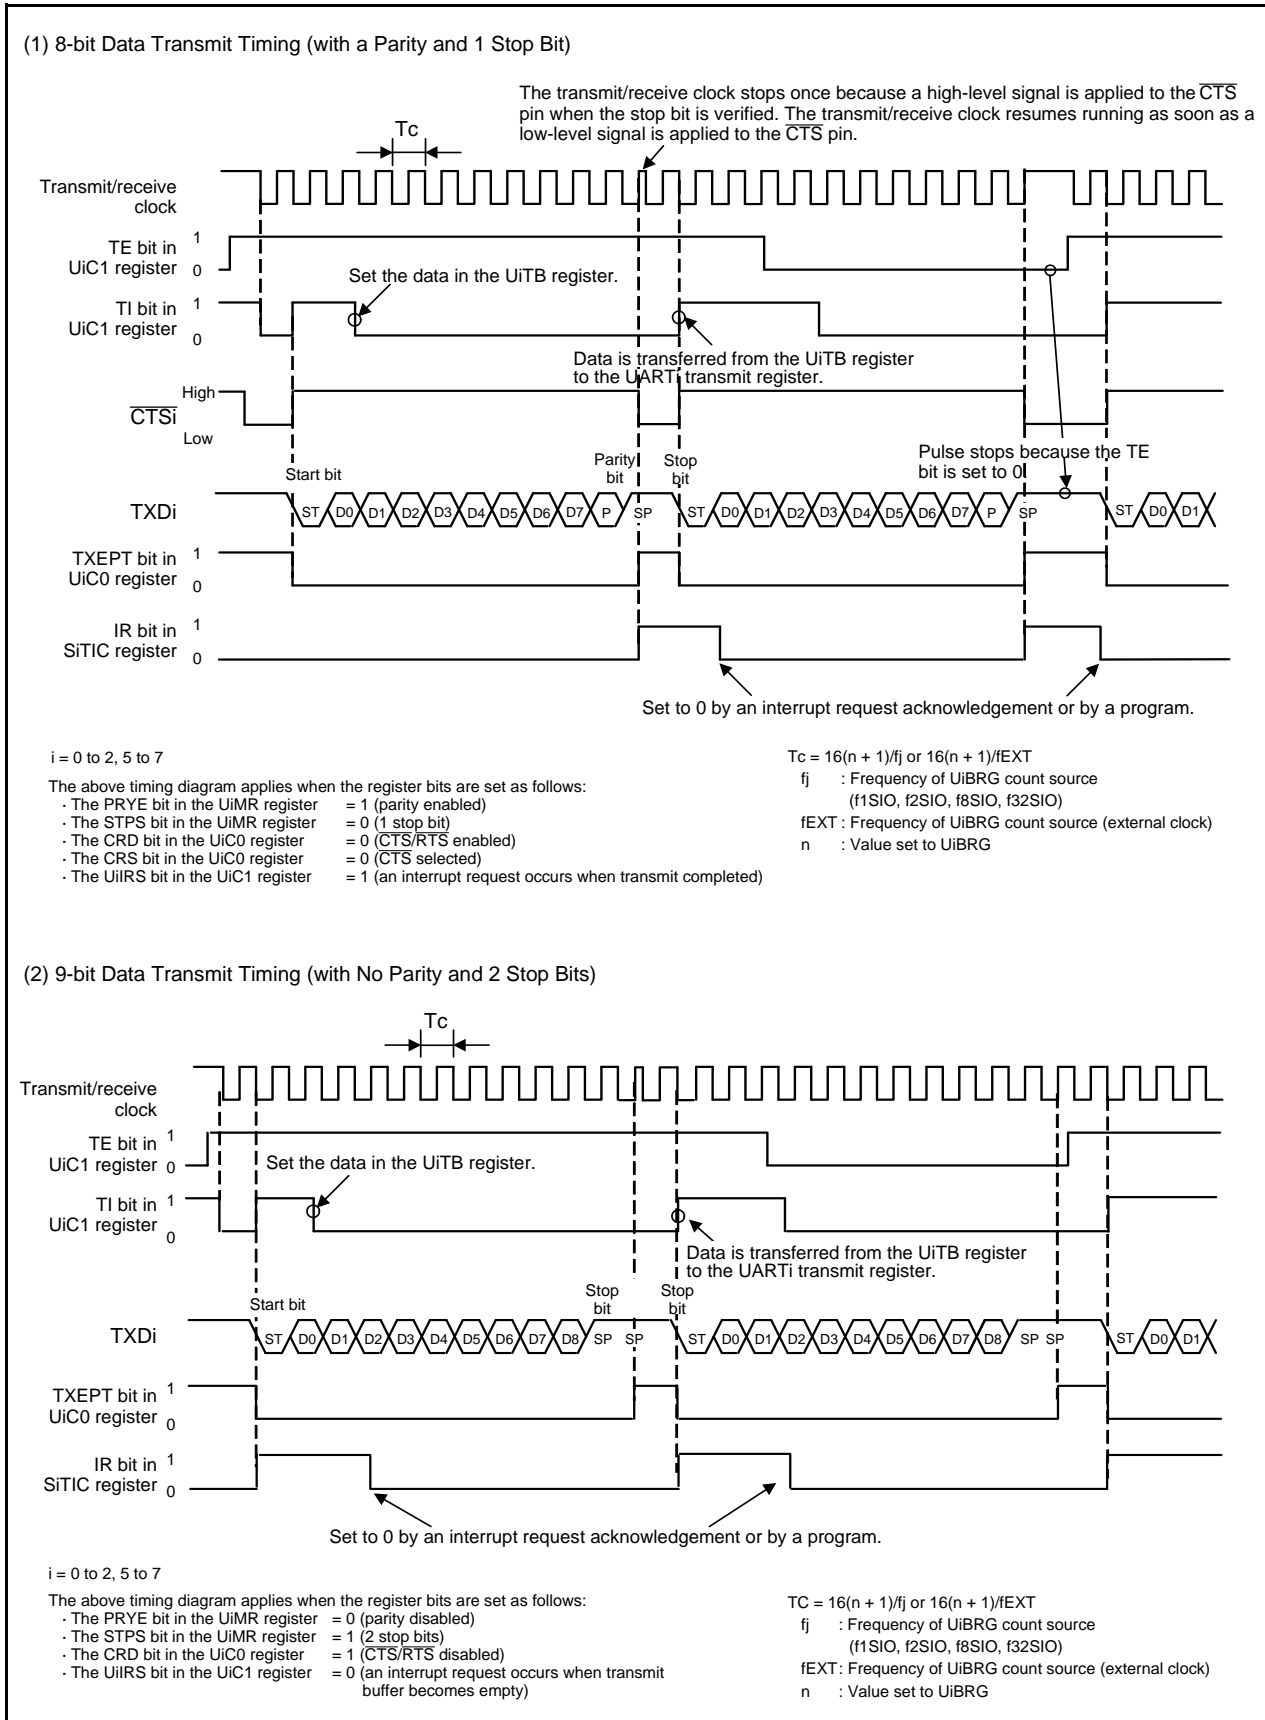 (1) 8-bit Data Transmit Timing (with a Parity and 1 Stop Bit)
The transmit/receive clock stops once because a high-level signal is applied to the CTS
pin when the stop bit is verified. The transmit/receive clock resumes running as soon as a
low-level signal is applied to the CTS pin.
Tc
Transmit/receive
clock
TE bit in
UiC1 register
1
0
Set the data in the UiTB register.
TI bit in
UiC1 register
1
0
Data is transferred from the UiTB register
to the UARTi transmit register.
High
CTSi
Low
Pulse stops because the TE
bit is set to 0
Start bit
Parity
bit
Stop
bit
TXDi
ST D0 D1 D2 D3 D4 D5 D6 D7 P SP ST D0 D1 D2 D3 D4 D5 D6 D7 P SP ST D0 D1
TXEPT bit in
UiC0 register
1
0
IR bit in
SiTIC register
1
0
Set to 0 by an interrupt request acknowledgement or by a program.
i = 0 to 2, 5 to 7
The above timing diagram applies when the register bits are set as follows:
· The PRYE bit in the UiMR register = 1 (parity enabled)
· The STPS bit in the UiMR register = 0 (1 stop bit)
· The CRD bit in the UiC0 register = 0 (CTS/RTS enabled)
· The CRS bit in the UiC0 register = 0 (CTS selected)
· The UiIRS bit in the UiC1 register = 1 (an interrupt request occurs when transmit completed)
Tc = 16(n + 1)/fj or 16(n + 1)/fEXT
fj : Frequency of UiBRG count source
(f1SIO, f2SIO, f8SIO, f32SIO)
fEXT : Frequency of UiBRG count source (external clock)
n : Value set to UiBRG
(2) 9-bit Data Transmit Timing (with No Parity and 2 Stop Bits)
Tc
Transmit/receive
clock
TE bit in
UiC1 register
1
0
Set the data in the UiTB register.
TI bit in
UiC1 register
1
0
Data is transferred from the UiTB register
to the UARTi transmit register.
Start bit
Stop
bit
Stop
bit
TXDi
ST D0 D1 D2 D3 D4 D5 D6 D7 D8 SP SP ST D0 D1 D2 D3 D4 D5 D6 D7 D8 SP SP ST D0 D1
TXEPT bit in
UiC0 register
1
0
IR bit in
SiTIC register
1
0
Set to 0 by an interrupt request acknowledgement or by a program.
i = 0 to 2, 5 to 7
The above timing diagram applies when the register bits are set as follows:
· The PRYE bit in the UiMR register = 0 (parity disabled)
· The STPS bit in the UiMR register = 1 (2 stop bits)
· The CRD bit in the UiC0 register = 1 (CTS/RTS disabled)
· The UiIRS bit in the UiC1 register = 0 (an interrupt request occurs when transmit
buffer becomes empty)
TC = 16(n + 1)/fj or 16(n + 1)/fEXT
fj : Frequency of UiBRG count source
(f1SIO, f2SIO, f8SIO, f32SIO)
fEXT : Frequency of UiBRG count source (external clock)
n : Value set to UiBRG